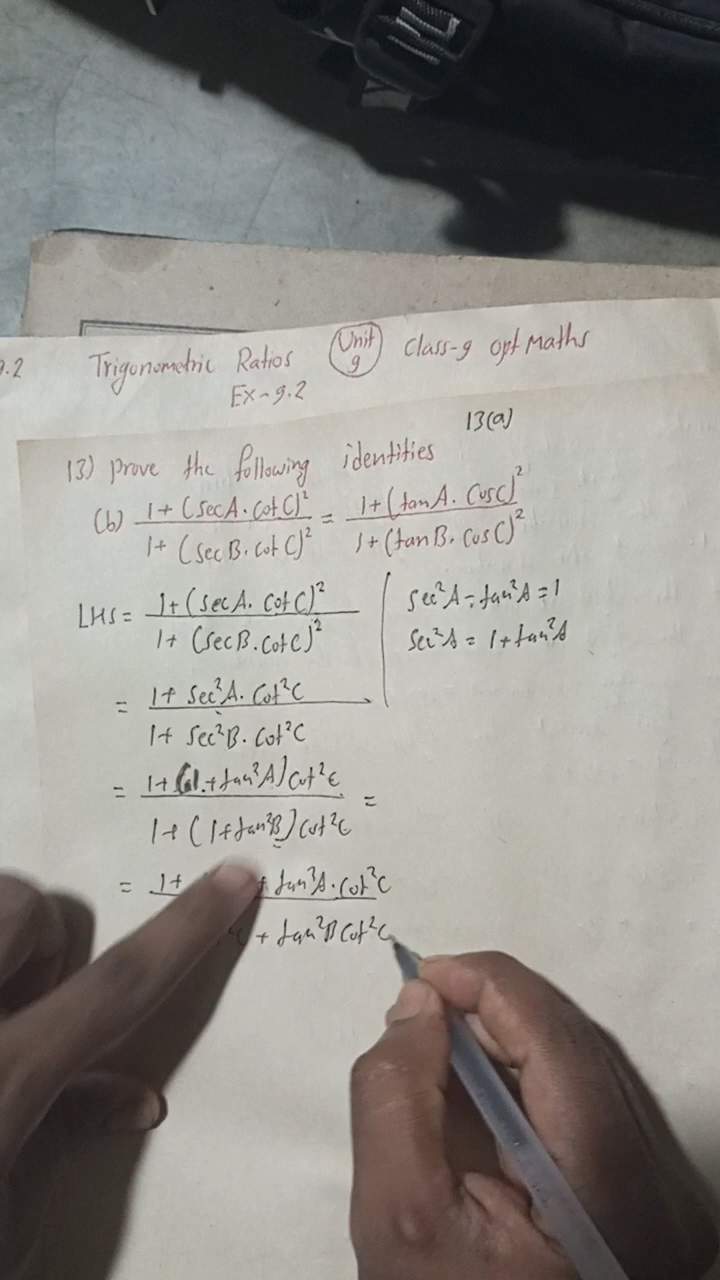 9.2 Trigonometric Ratios Unit 9 Class-9 Opt Maths
Ex-9.2
13(a)
13) prove the following identities
(b) 1+(secA.cotC)² / 1+(secB.cotC)² = 1+(tanA.CosC)² / 1+(tanB.CosC)²
LHS = 1+(secA.cotC)² / 1+(secB.cotC)²
sec²A-tan²A=1
sec²A = 1+tan²A
= 1+sec²A.cot²C / 1+sec²B.cot²C
= 1+(1+tan²A)cot²C / 1+(1+tan²B)cot²C =
= 1+ + tan²A.cot²C / + tan²B cot²C